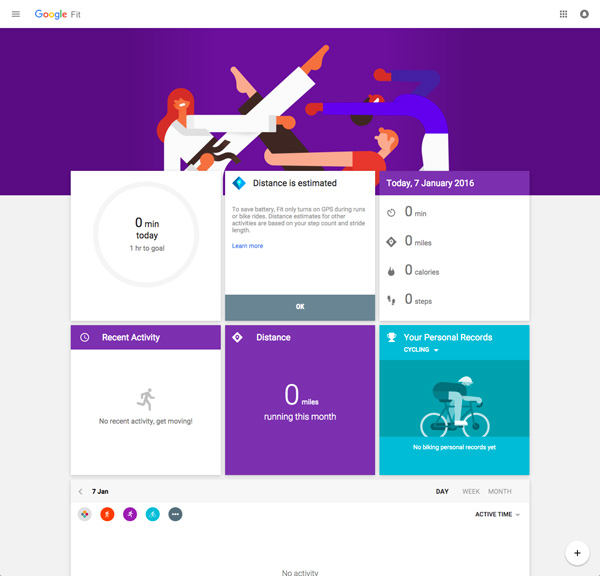 Google Fit
0 min
today
1 hr to goal
Distance is estimated
To save battery, Fit only turns on GPS during runs
or bike rides. Distance estimates for other
activities are based on your step count and stride
length.
Learn more
OK
Today, 7 January 2016
0 min
0 miles
0 calories
0 steps
Recent Activity
No recent activity, get moving!
Distance
0 miles
running this month
Your Personal Records
CYCLING
No biking personal records yet
7 Jan
DAY WEEK MONTH
ACTIVE TIME
No activity